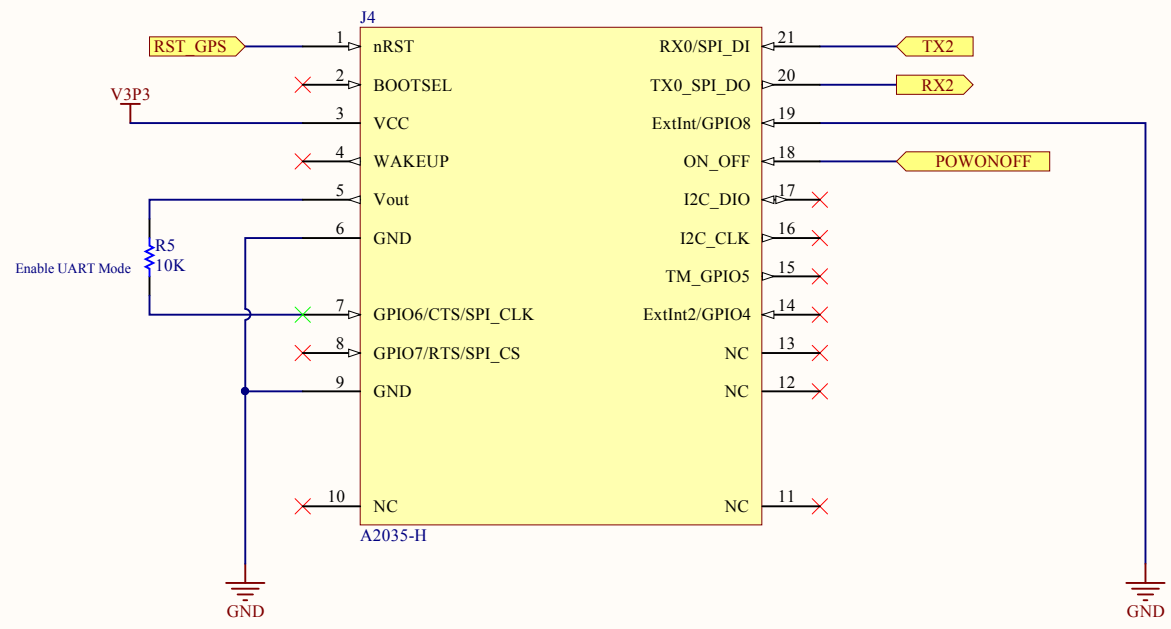 J4
RST_GPS 1 nRST RX0/SPI_DI 21 TX2
2 BOOTSEL TX0_SPI_DO 20 RX2
V3P3
3 VCC ExtInt/GPIO8 19
4 WAKEUP ON_OFF 18 POWONOFF
5 Vout I2C_DIO 17
6 GND I2C_CLK 16
R5
Enable UART Mode 10K
TM_GPIO5 15
7 GPIO6/CTS/SPI_CLK ExtInt2/GPIO4 14
8 GPIO7/RTS/SPI_CS NC 13
9 GND NC 12
10 NC NC 11
A2035-H
GND GND